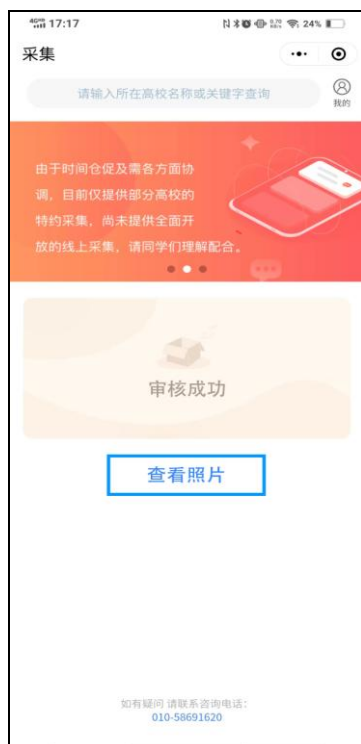 4G HD 17:17
24%
采集
请输入所在高校名称或关键字查询
我的
由于时间仓促及需各方面协
调，目前仅提供部分高校的
特约采集，尚未提供全面开
放的线上采集，请同学们理解配合。
审核成功
查看照片
如有疑问 请联系咨询电话：
010-58691620